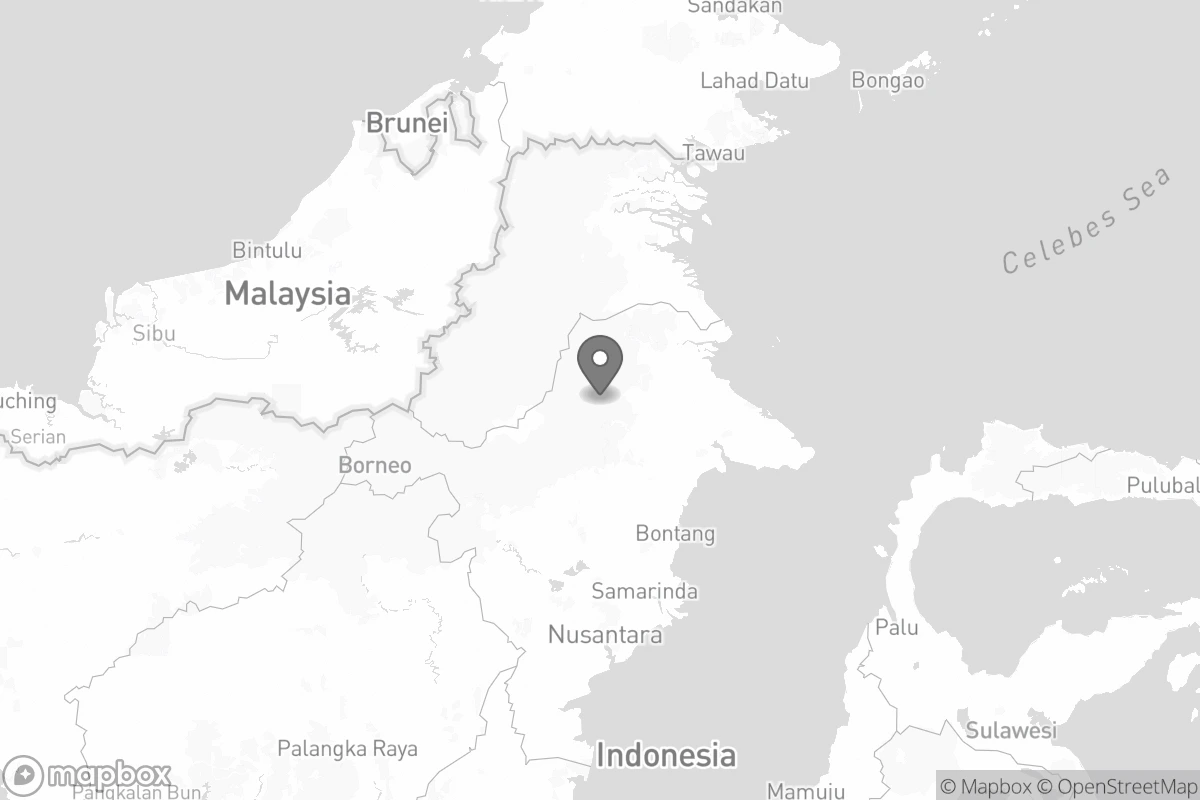 Sandakan
Lahad Datu
Bongao
Brunei
Tawau
Celebes Sea
Bintulu
Malaysia
Sibu
uching
Serian
Borneo
Pulubal
Bontang
Samarinda
Palu
Nusantara
Sulawesi
Palangka Raya
Indonesia
mapbox
Pangkalan Bun
Mamuju
© Mapbox © OpenStreetMap